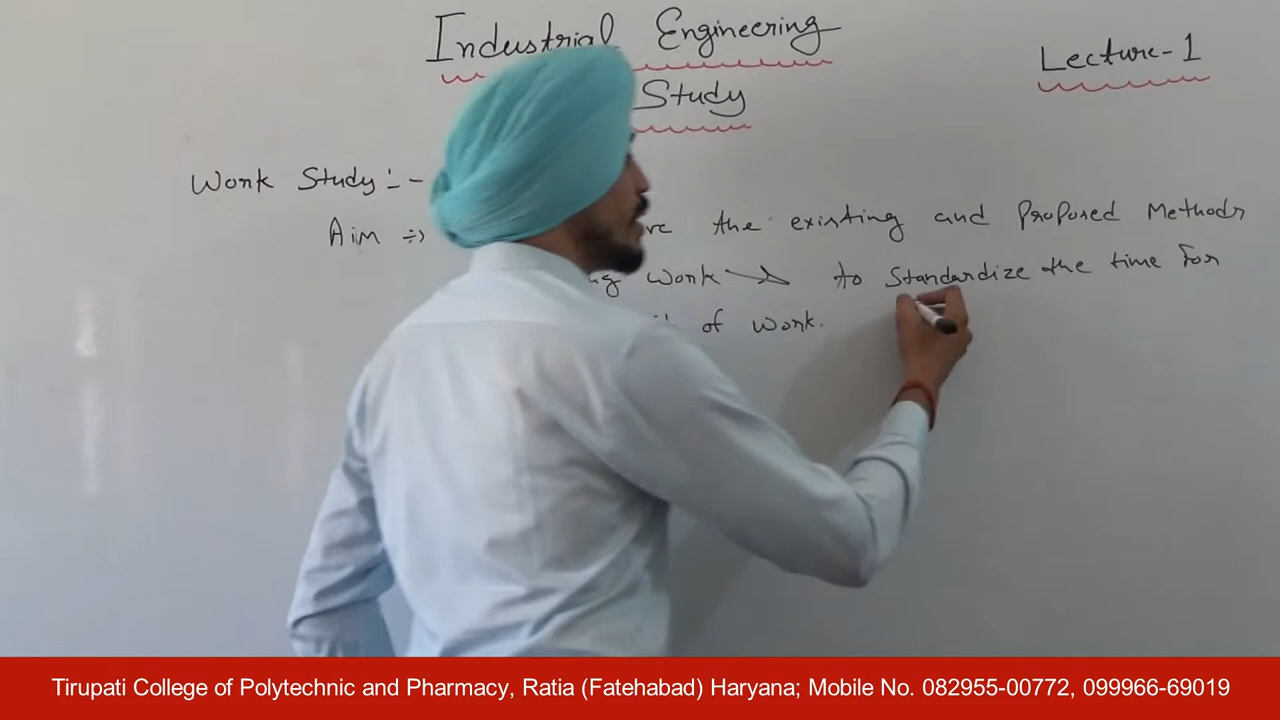 Industrial Engineering
Lecture-1
Study
Work Study :-
Aim => the existing and Proposed Methods
Work to Standardize the time for
of work.
Tirupati College of Polytechnic and Pharmacy, Ratia (Fatehabad) Haryana; Mobile No. 082955-00772, 099966-69019